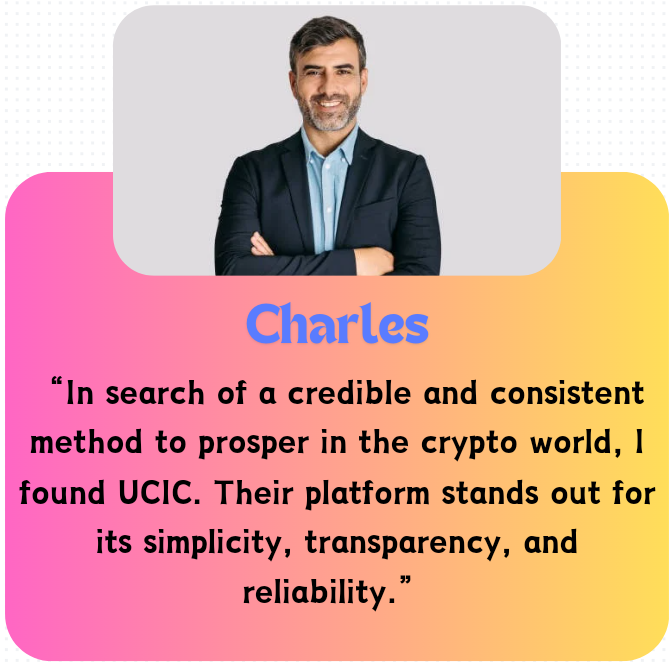 Charles
“In search of a credible and consistent
method to prosper in the crypto world, I
found UCIC. Their platform stands out for
its simplicity, transparency, and
reliability.”